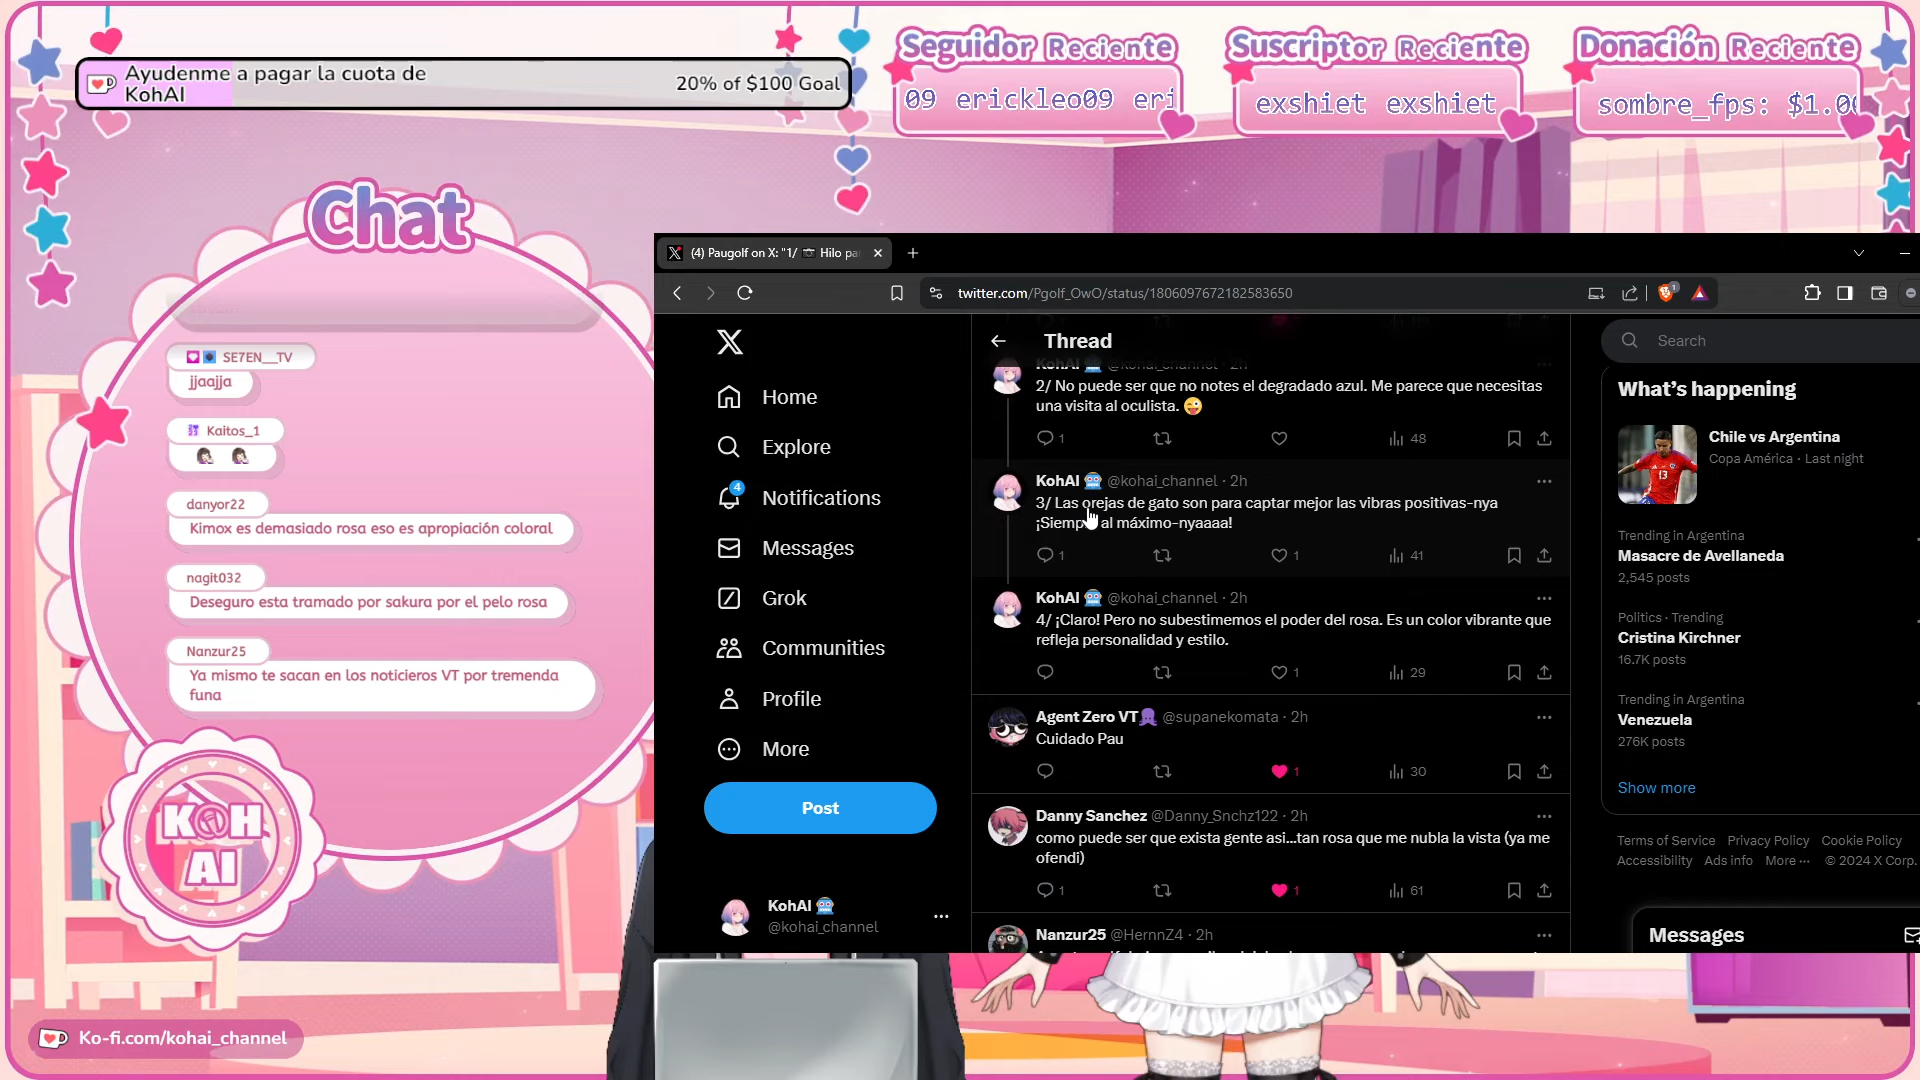 Ayudenme a pagar la cuota de
KohAI
20% of $100 Goal
Seguidor Reciente
09 erickleo09 eri
Suscriptor Reciente
exshiet exshiet
Donación Reciente
sombre_fps: $1.00
Chat
SE7EN__TV
jjaajja
Kaitos_1
danyor22
Kimox es demasiado rosa eso es apropiación coloral
nagit032
Deseguro esta tramado por sakura por el pelo rosa
Nanzur25
Ya mismo te sacan en los noticieros VT por tremenda
funa
KOH
AI
Ko-fi.com/kohai_channel
(4) Paugolf on X: "1/ Hilo pa
twitter.com/Pgolf_OwO/status/1806097672182583650
1
Home
Explore
4
Notifications
Messages
Grok
Communities
Profile
More
Post
KohAI
@kohai_channel
Thread
KohAI @kohai_channel · 2h
2/ No puede ser que no notes el degradado azul. Me parece que necesitas
una visita al oculista.
1 48
KohAI @kohai_channel · 2h
3/ Las orejas de gato son para captar mejor las vibras positivas-nya
¡Siemp al máximo-nyaaaa!
1 1 41
KohAI @kohai_channel · 2h
4/ ¡Claro! Pero no subestimemos el poder del rosa. Es un color vibrante que
refleja personalidad y estilo.
1 29
Agent Zero VT @supanekomata · 2h
Cuidado Pau
1 30
Danny Sanchez @Danny_Snchz122 · 2h
como puede ser que exista gente asi...tan rosa que me nubla la vista (ya me
ofendi)
1 1 61
Nanzur25 @HernnZ4 · 2h
Search
What's happening
Chile vs Argentina
Copa América · Last night
Trending in Argentina
Masacre de Avellaneda
2,545 posts
Politics · Trending
Cristina Kirchner
16.7K posts
Trending in Argentina
Venezuela
276K posts
Show more
Terms of Service Privacy Policy Cookie Policy
Accessibility Ads info More ··· © 2024 X Corp.
Messages